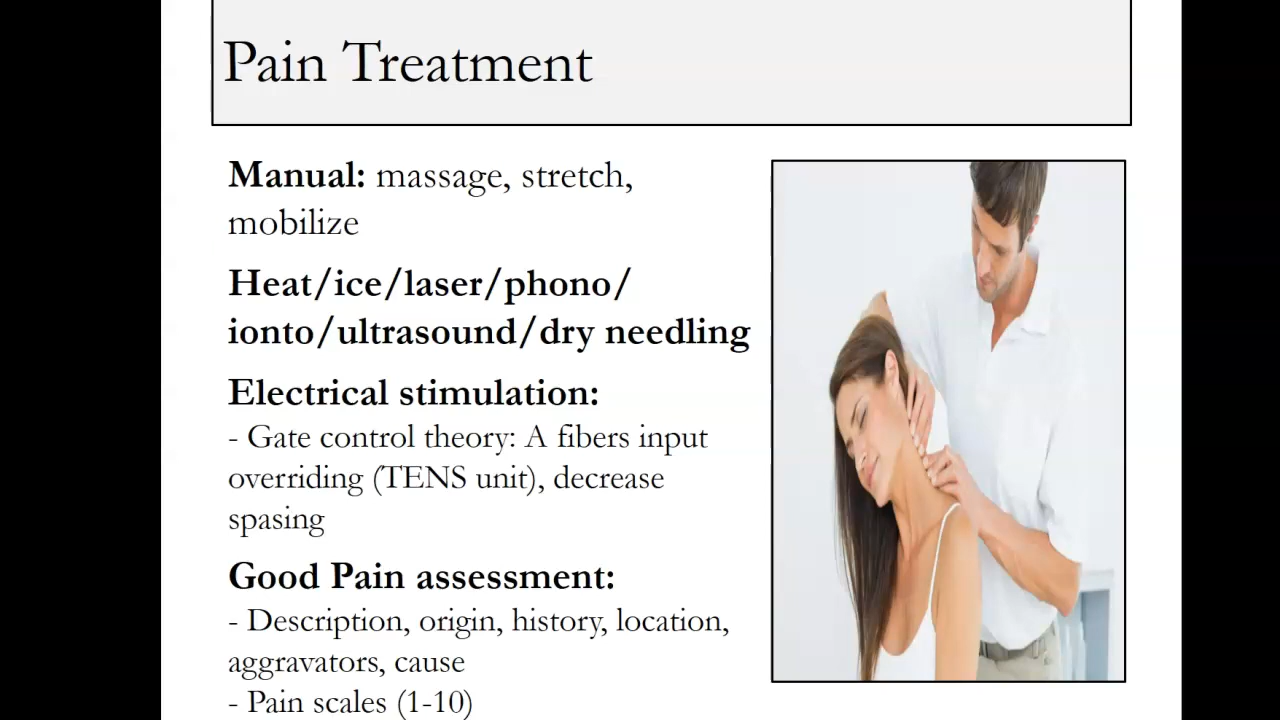 Pain Treatment
Manual: massage, stretch,
mobilize
Heat/ice/laser/phono/
ionto/ultrasound/dry needling
Electrical stimulation:
- Gate control theory: A fibers input
overriding (TENS unit), decrease
spasing
Good Pain assessment:
- Description, origin, history, location,
aggravators, cause
- Pain scales (1-10)